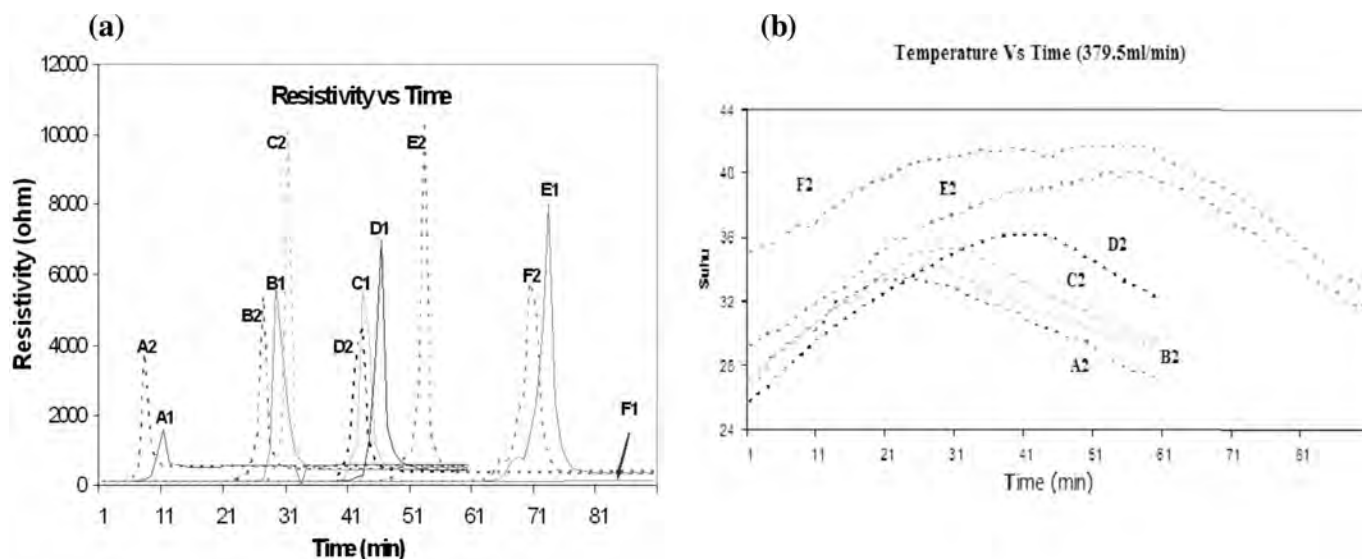 (a)
Resistivity vs Time
Resistivity (ohm)
12000
10000
8000
6000
4000
2000
0
A2
A1
B2
B1
C2
C1
D2
D1
E2
E1
F2
F1
1 11 21 31 41 51 61 71 81
Time (min)
(b)
Temperature Vs Time (379.5ml/min)
Suhu
44
40
36
32
28
24
F2
E2
D2
C2
B2
A2
1 11 21 31 41 51 61 71 81
Time (min)